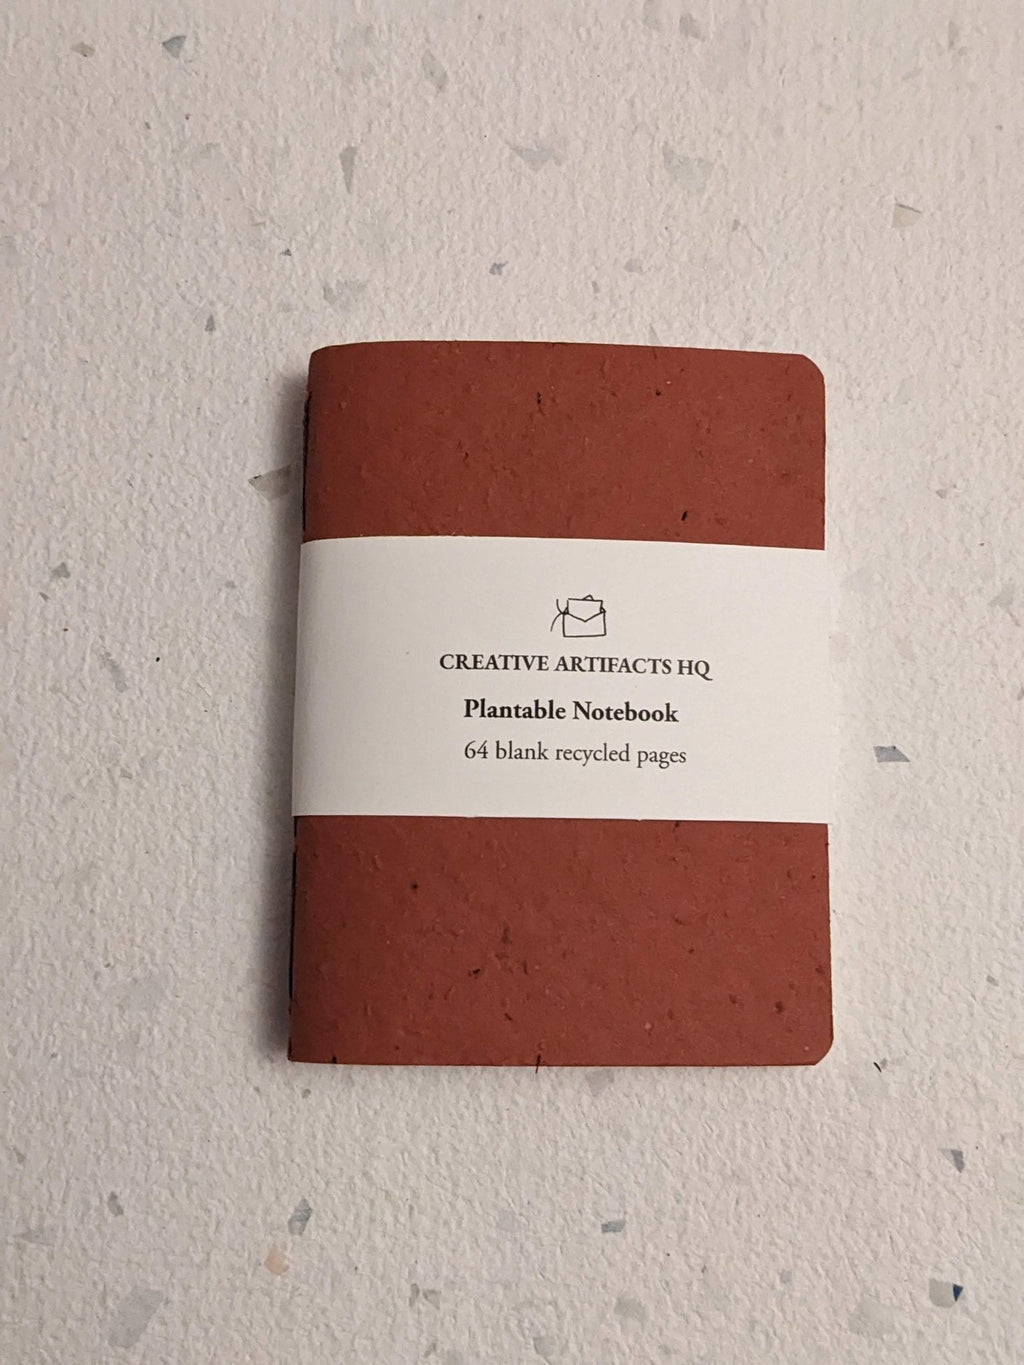 CREATIVE ARTIFACTS HQ
Plantable Notebook
64 blank recycled pages